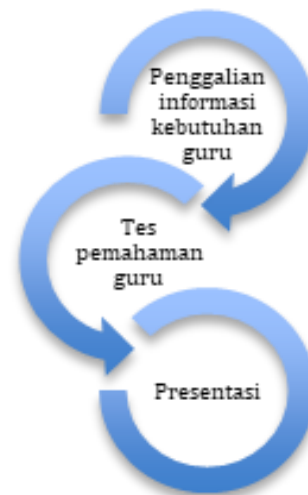 Penggalian
informasi
kebutuhan
guru
Tes
pemahaman
guru
Presentasi